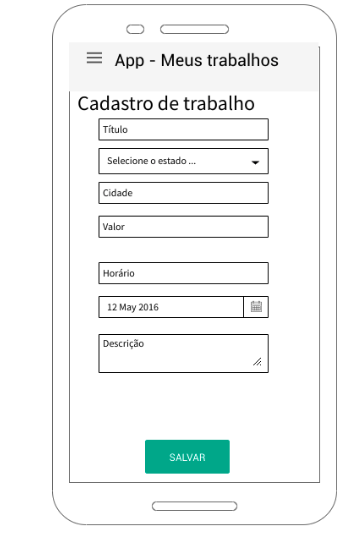 App - Meus trabalhos
Cadastro de trabalho
Título
Selecione o estado ...
Cidade
Valor
Horário
12 May 2016
Descrição
SALVAR